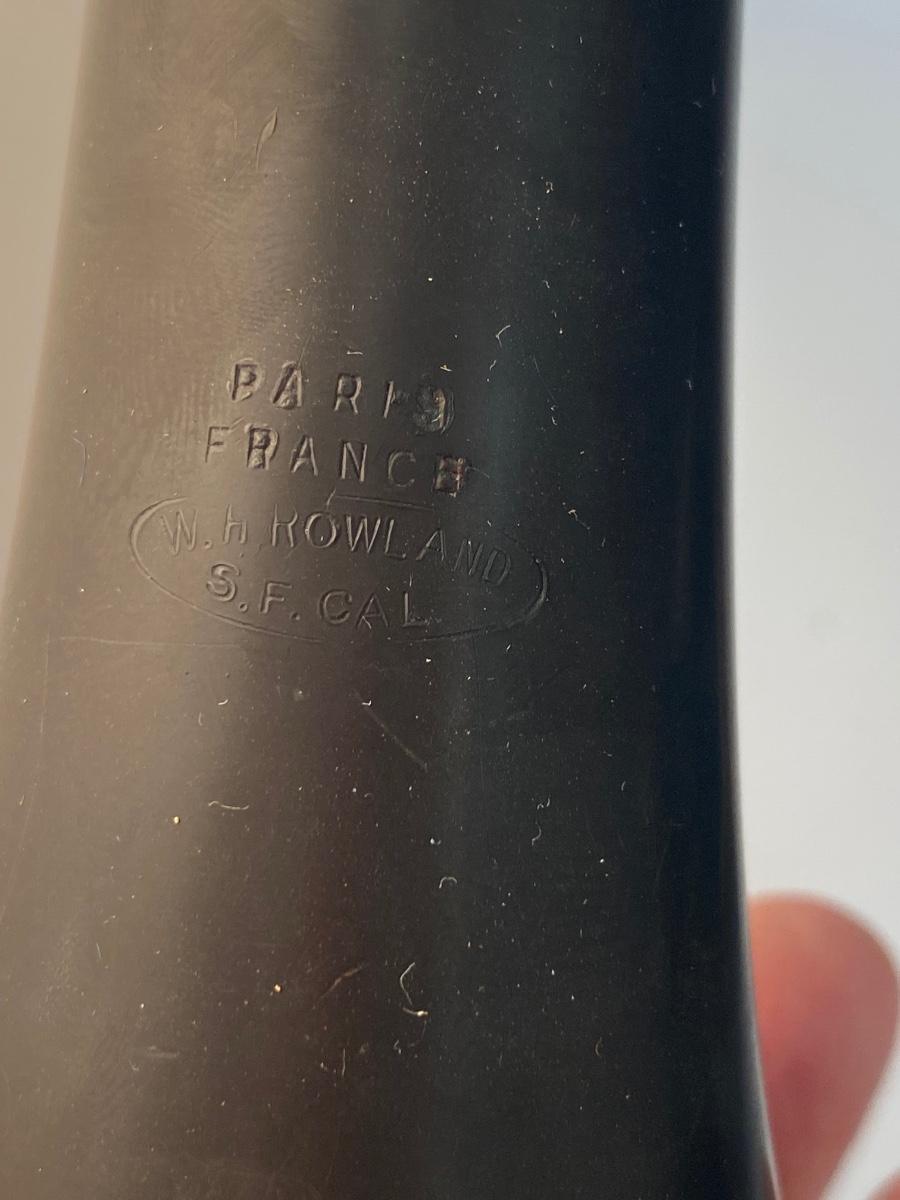 PARIS
FRANCE
W. H ROWLAND
S. F. CAL.